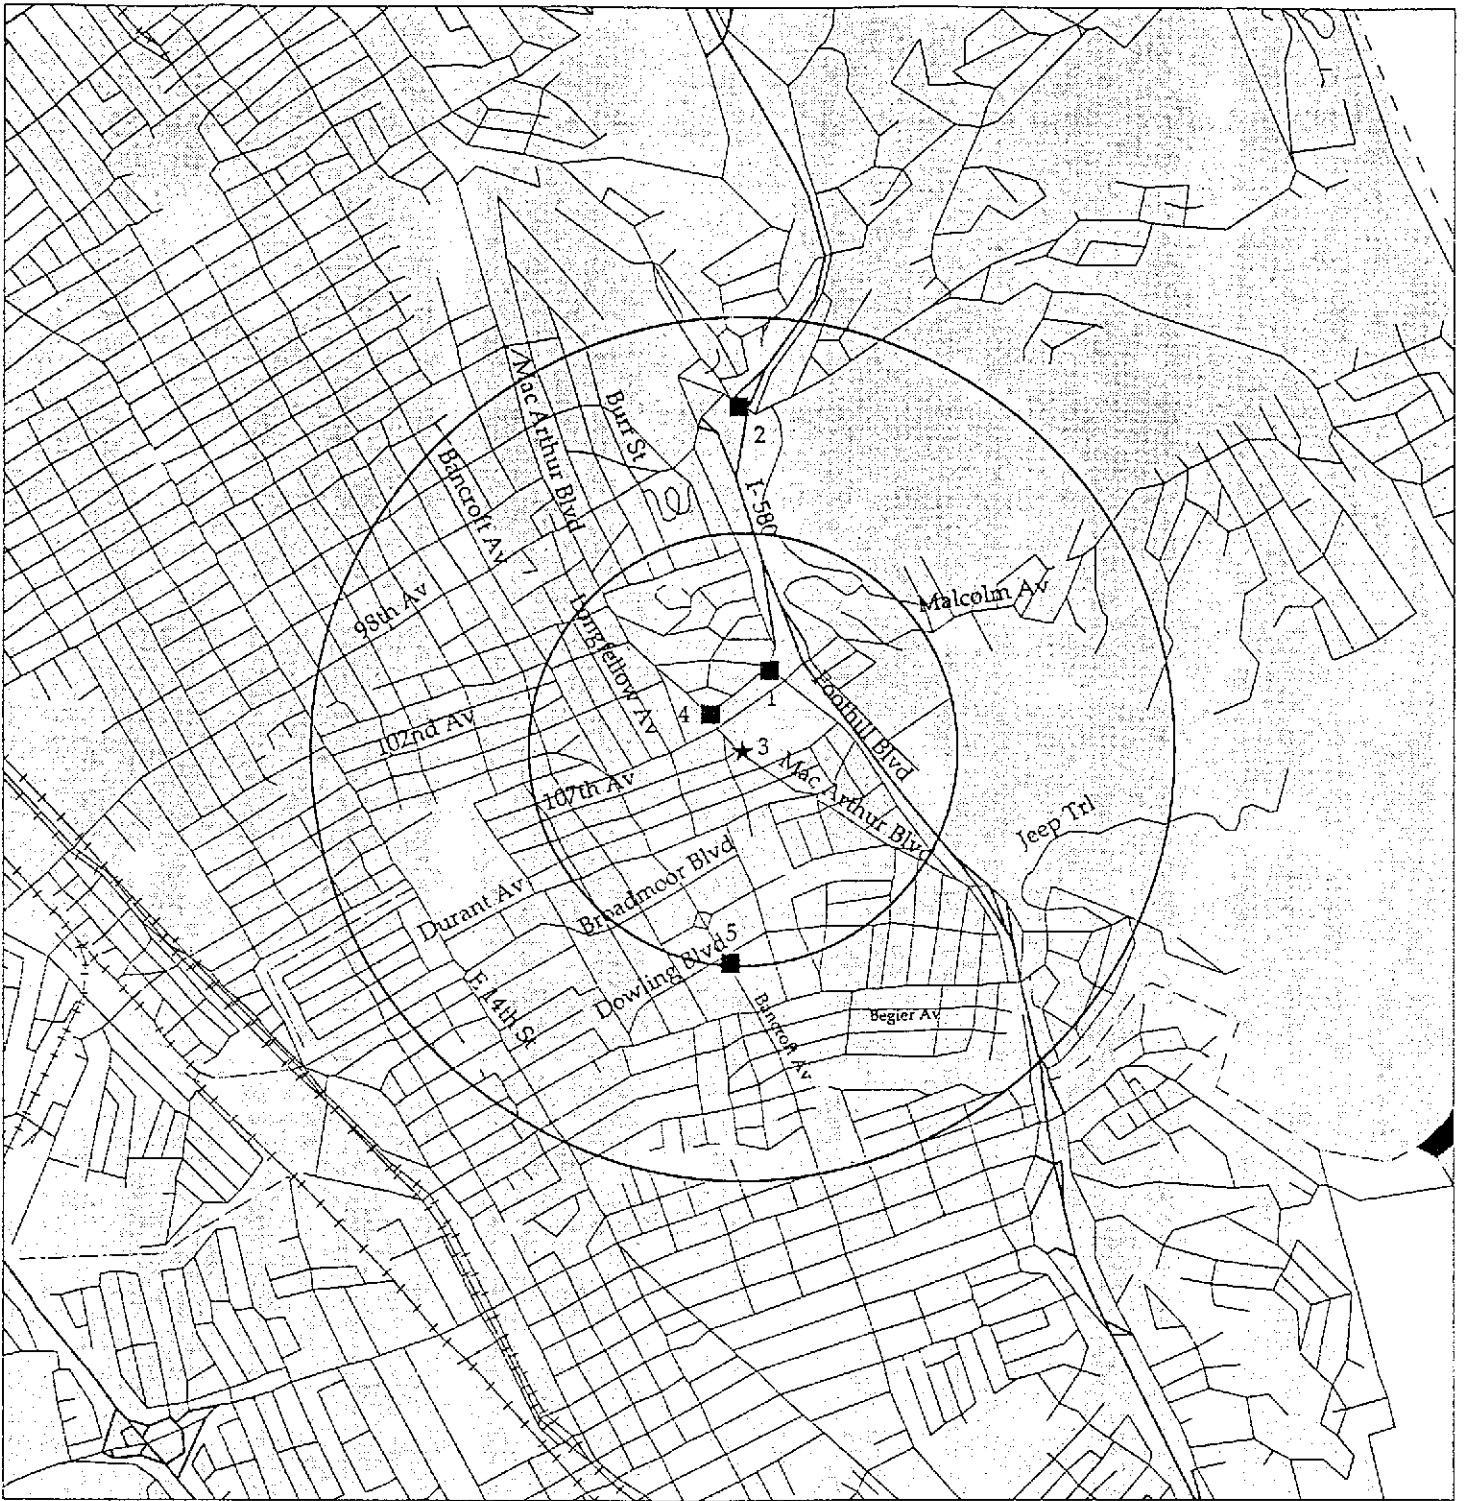 Mac Arthur Blvd
Burr St
2
Bancroft Av
I-580
98th Av
Malcolm Av
Longfellow Av
1
Foothill Blvd
4
102nd Av
3
Mac Arthur Blvd
107th Av
Jeep Trl
Broadmoor Blvd
Durant Av
5
Dowling Blvd
E 14th St
Bancroft Av
Begier Av